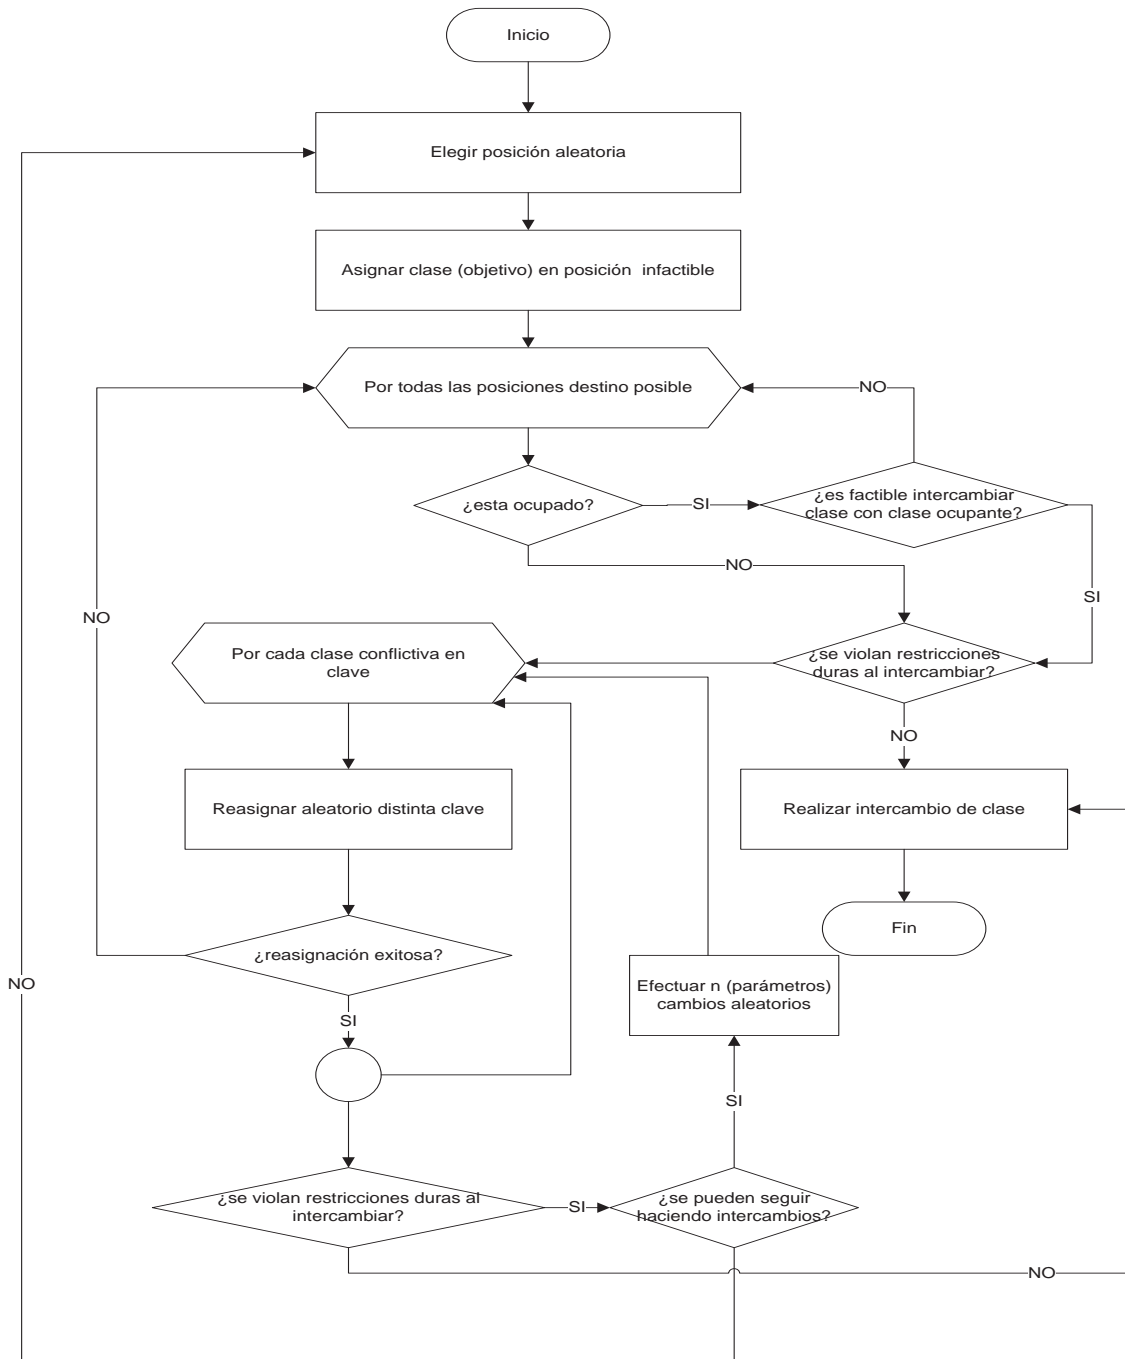 Inicio
Elegir posición aleatoria
Asignar clase (objetivo) en posición infactible
Por todas las posiciones destino posible
NO
¿esta ocupado?
SI
¿es factible intercambiar
clase con clase ocupante?
NO
SI
NO
Por cada clase conflictiva en
clave
¿se violan restricciones
duras al intercambiar?
NO
Reasignar aleatorio distinta clave
Realizar intercambio de clase
Fin
¿reasignación exitosa?
NO
Efectuar n (parámetros)
cambios aleatorios
SI
SI
¿se violan restricciones duras al
intercambiar?
SI
¿se pueden seguir
haciendo intercambios?
NO